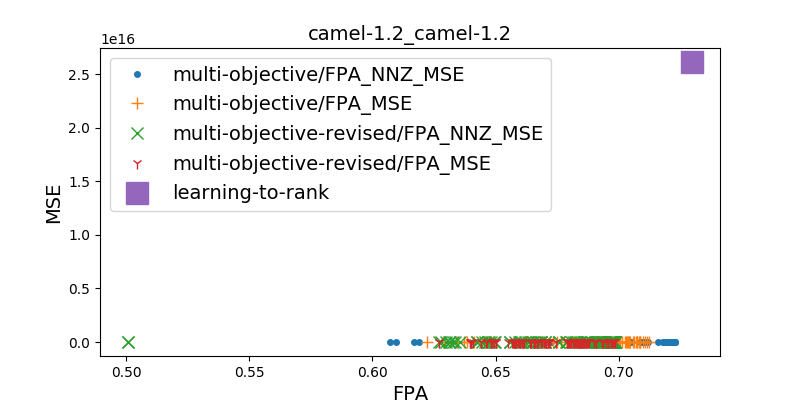 camel-1.2_camel-1.2
1e16
multi-objective/FPA_NNZ_MSE
multi-objective/FPA_MSE
multi-objective-revised/FPA_NNZ_MSE
multi-objective-revised/FPA_MSE
learning-to-rank
2.5
2.0
1.5
1.0
0.5
0.0
MSE
0.50
0.55
0.60
0.65
0.70
FPA